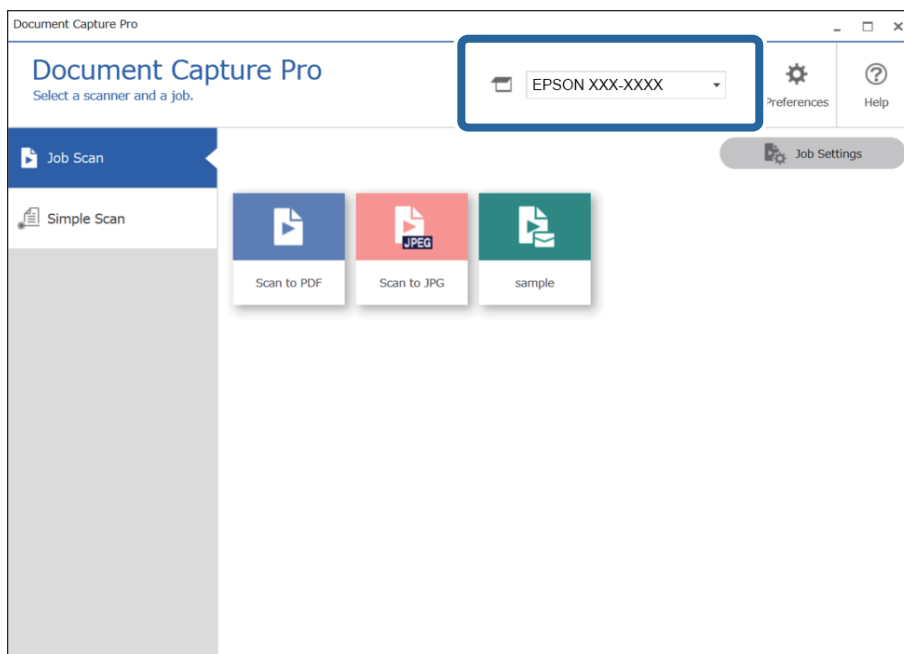 Document Capture Pro
Document Capture Pro
Select a scanner and a job.
EPSON XXX-XXXX
Preferences
Help
Job Scan
Job Settings
Simple Scan
JPEG
Scan to PDF
Scan to JPG
sample